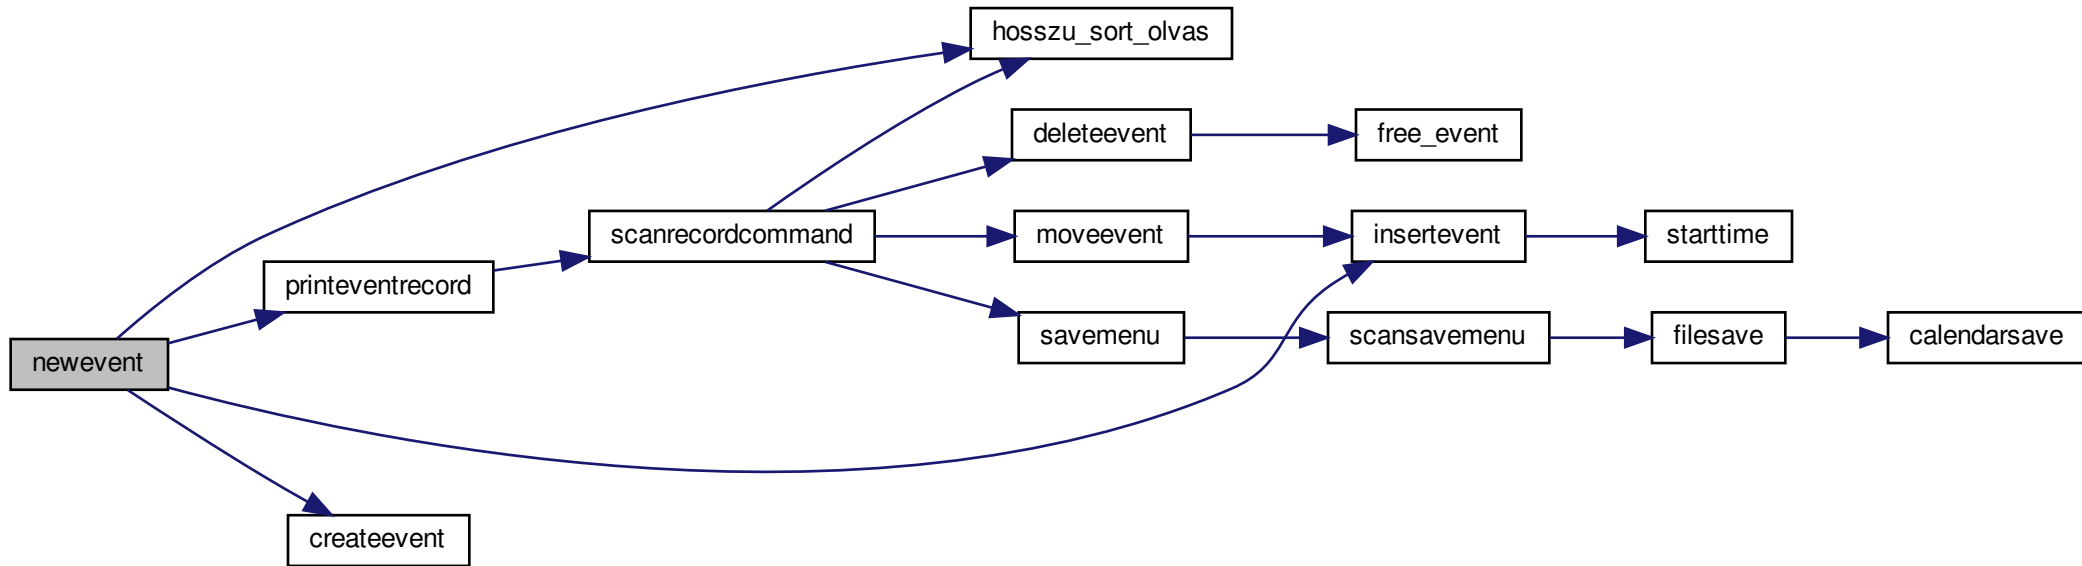 hosszu_sort_olvas
deleteevent
free_event
scanrecordcommand
moveevent
insertevent
starttime
printeventrecord
savemenu
scansavemenu
filesave
calendarsave
newevent
createevent